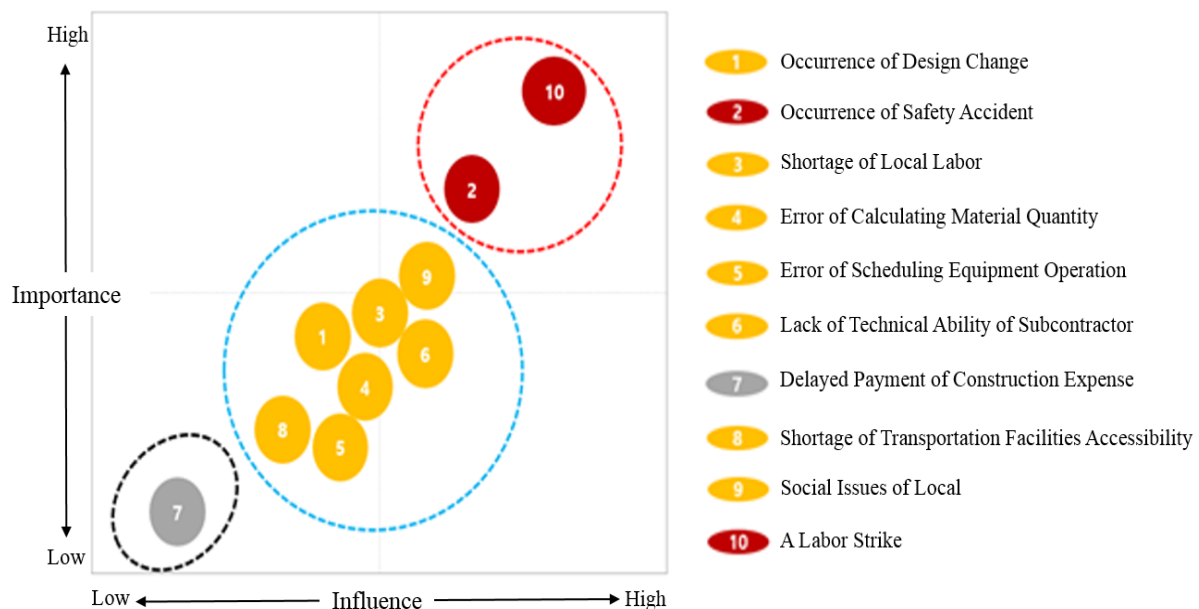 High
Importance
Low
Low
Influence
High
10
2
9
3
1
6
4
8
5
7
1 Occurrence of Design Change
2 Occurrence of Safety Accident
3 Shortage of Local Labor
4 Error of Calculating Material Quantity
5 Error of Scheduling Equipment Operation
6 Lack of Technical Ability of Subcontractor
7 Delayed Payment of Construction Expense
8 Shortage of Transportation Facilities Accessibility
9 Social Issues of Local
10 A Labor Strike